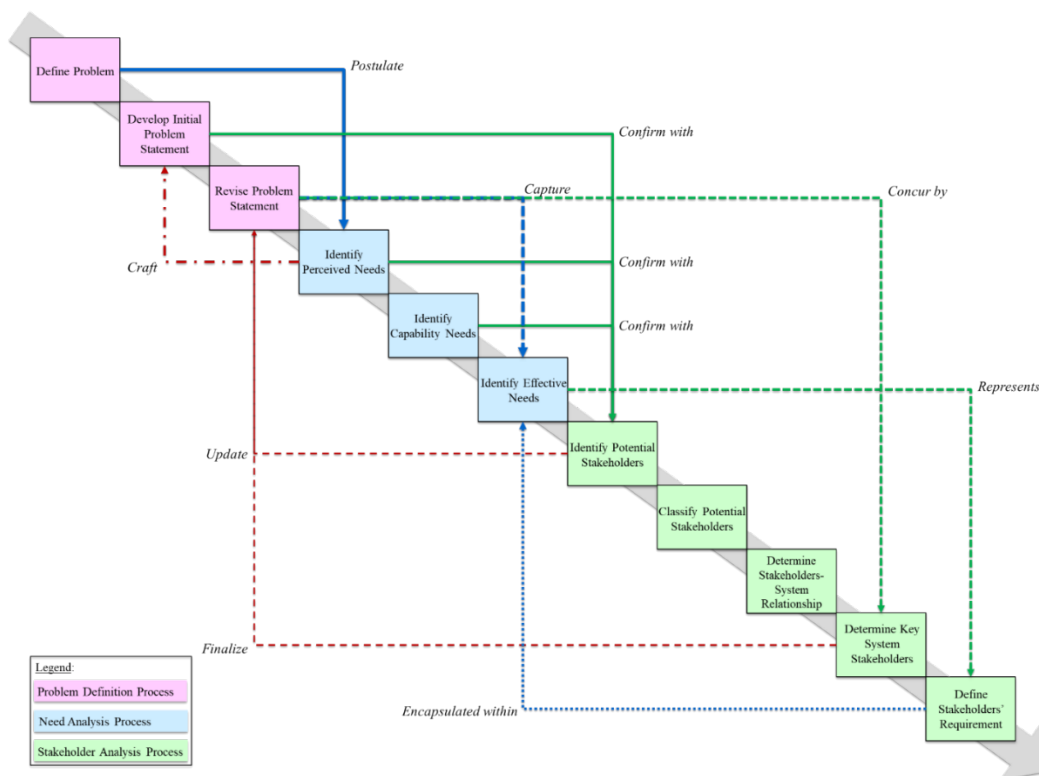 Define Problem
Postulate
Develop Initial
Problem
Statement
Confirm with
Revise Problem
Statement
Capture
Concur by
Identify
Perceived Needs
Craft
Confirm with
Identify
Capability Needs
Confirm with
Identify Effective
Needs
Represents
Identify Potential
Stakeholders
Update
Classify Potential
Stakeholders
Determine
Stakeholders-
System
Relationship
Determine Key
System
Stakeholders
Finalize
Define
Stakeholders'
Requirement
Encapsulated within
Legend:
Problem Definition Process
Need Analysis Process
Stakeholder Analysis Process